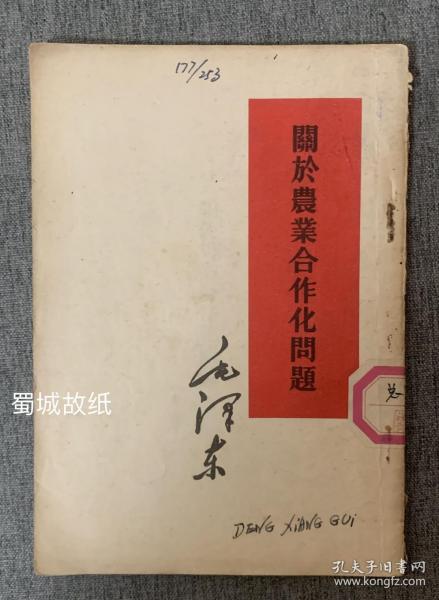 177/253
關於農業合作化問題
毛泽东
蜀城故纸
总
DENG XIANG GUI
孔夫子旧书网
www.kongfz.com